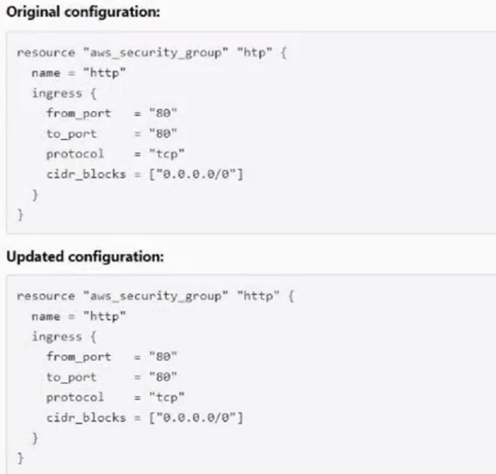 Original configuration:
resource "aws_security_group" "htp" {
  name = "http"
  ingress {
    from_port   = "80"
    to_port     = "80"
    protocol    = "tcp"
    cidr_blocks = ["0.0.0.0/0"]
  }
}
Updated configuration:
resource "aws_security_group" "http" {
  name = "http"
  ingress {
    from_port   = "80"
    to_port     = "80"
    protocol    = "tcp"
    cidr_blocks = ["0.0.0.0/0"]
  }
}